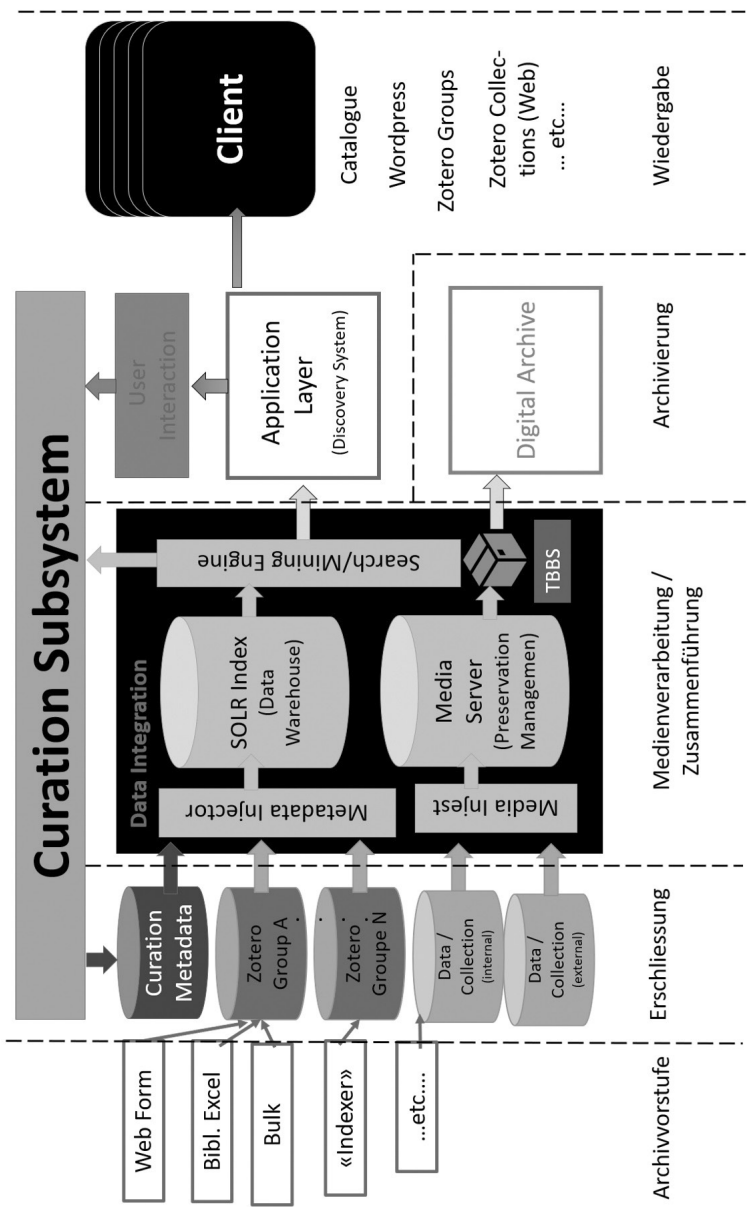 Curation Subsystem
Web Form
Bibl. Excel
Bulk
«Indexer»
...etc....
Curation
Metadata
Zotero
Group A
.
.
.
Zotero
Groupe N
Data /
Collection
(internal)
Data /
Collection
(external)
Data Integration
Metadata Injector
Media Injest
SOLR Index
(Data
Warehouse)
Media
Server
(Preservation
Managemen)
Search/Mining Engine
TBBS
User
Interaction
Application
Layer
(Discovery System)
Digital Archive
Client
Catalogue
Wordpress
Zotero Groups
Zotero Collec-
tions (Web)
... etc...
Archivvorstufe
Erschliessung
Medienverarbeitung /
Zusammenführung
Archivierung
Wiedergabe